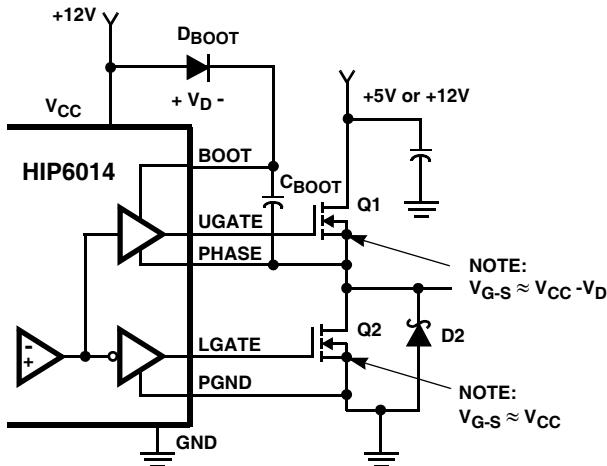 +12V
DBOOT
+ VD -
VCC
+5V or +12V
HIP6014
BOOT
CBOOT
UGATE
Q1
PHASE
NOTE:
VG-S ≈ VCC -VD
-
+
LGATE
Q2
D2
PGND
NOTE:
VG-S ≈ VCC
GND